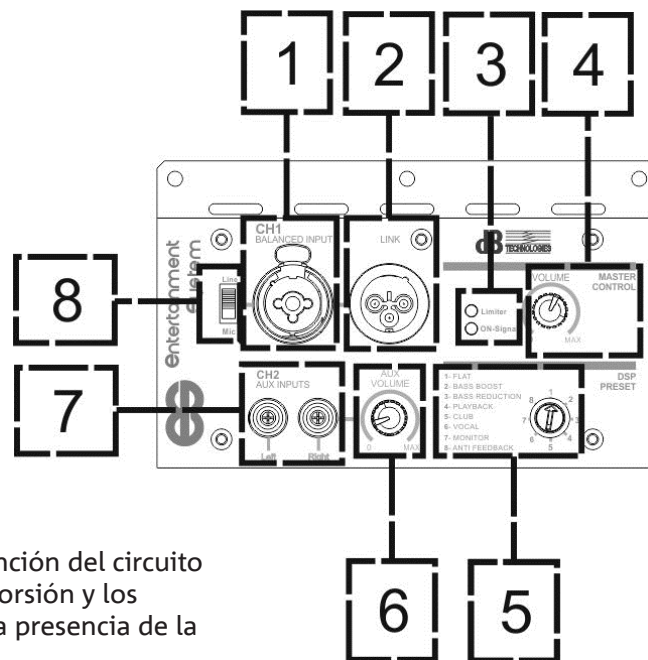 1
2
3
4
CH1
BALANCED INPUT
LINK
dB TECHNOLOGIES
Entertainment
System
8
Line
Mic
Limiter
ON-Signal
VOLUME
MASTER
CONTROL
MAX
7
CH2
AUX INPUTS
Left
Right
AUX
VOLUME
0
MAX
DSP
PRESET
1- FLAT
2- BASS BOOST
3- BASS REDUCTION
4- PLAYBACK
5- CLUB
6- VOCAL
7- MONITOR
8- ANTI FEEDBACK
1
2
3
4
5
6
7
8
6
5
nción del circuito
orsión y los
a presencia de la